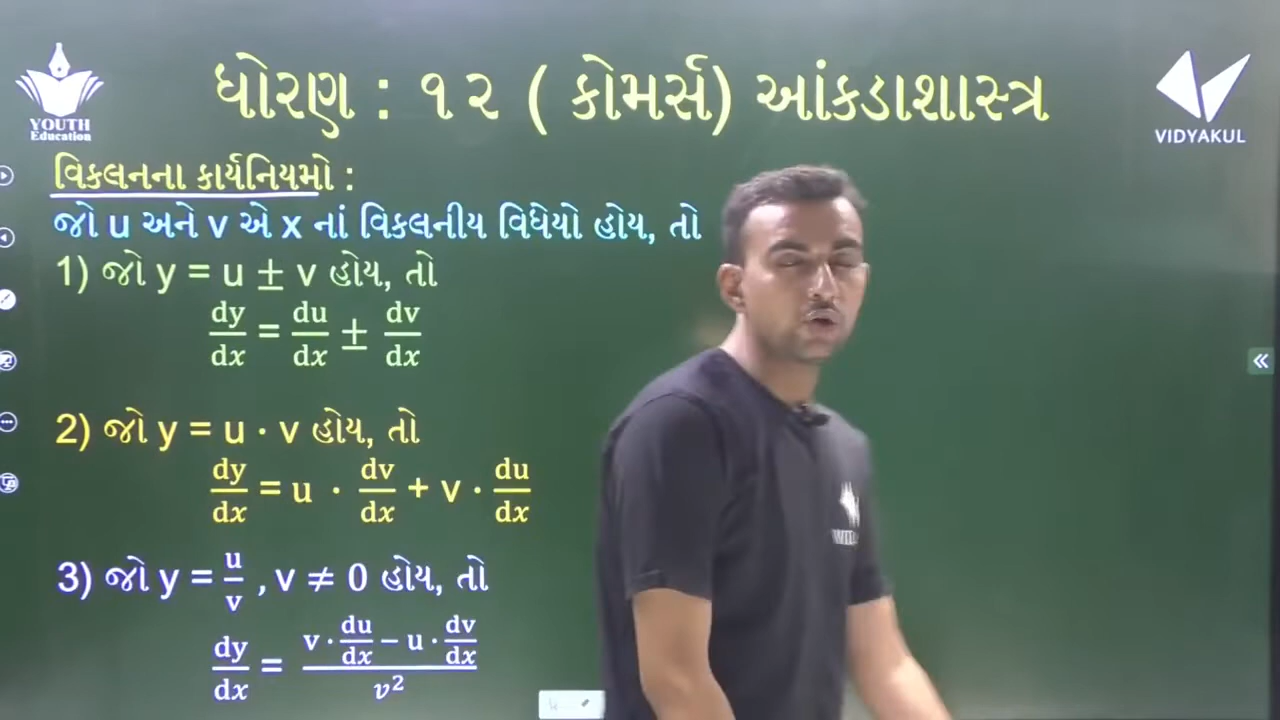 YOUTH
Education
ધોરણ : ૧૨ ( કોમર્સ) આંકડાશાસ્ત્ર
VIDYAKUL
વિકલનના કાર્યનિયમો :
જો u અને v એ x નાં વિકલનીય વિધેયો હોય, તો
1) જો y = u ± v હોય, તો
dy/dx = du/dx ± dv/dx
2) જો y = u · v હોય, તો
dy/dx = u · dv/dx + v · du/dx
3) જો y = u/v , v ≠ 0 હોય, તો
dy/dx = (v · du/dx − u · dv/dx)/v²